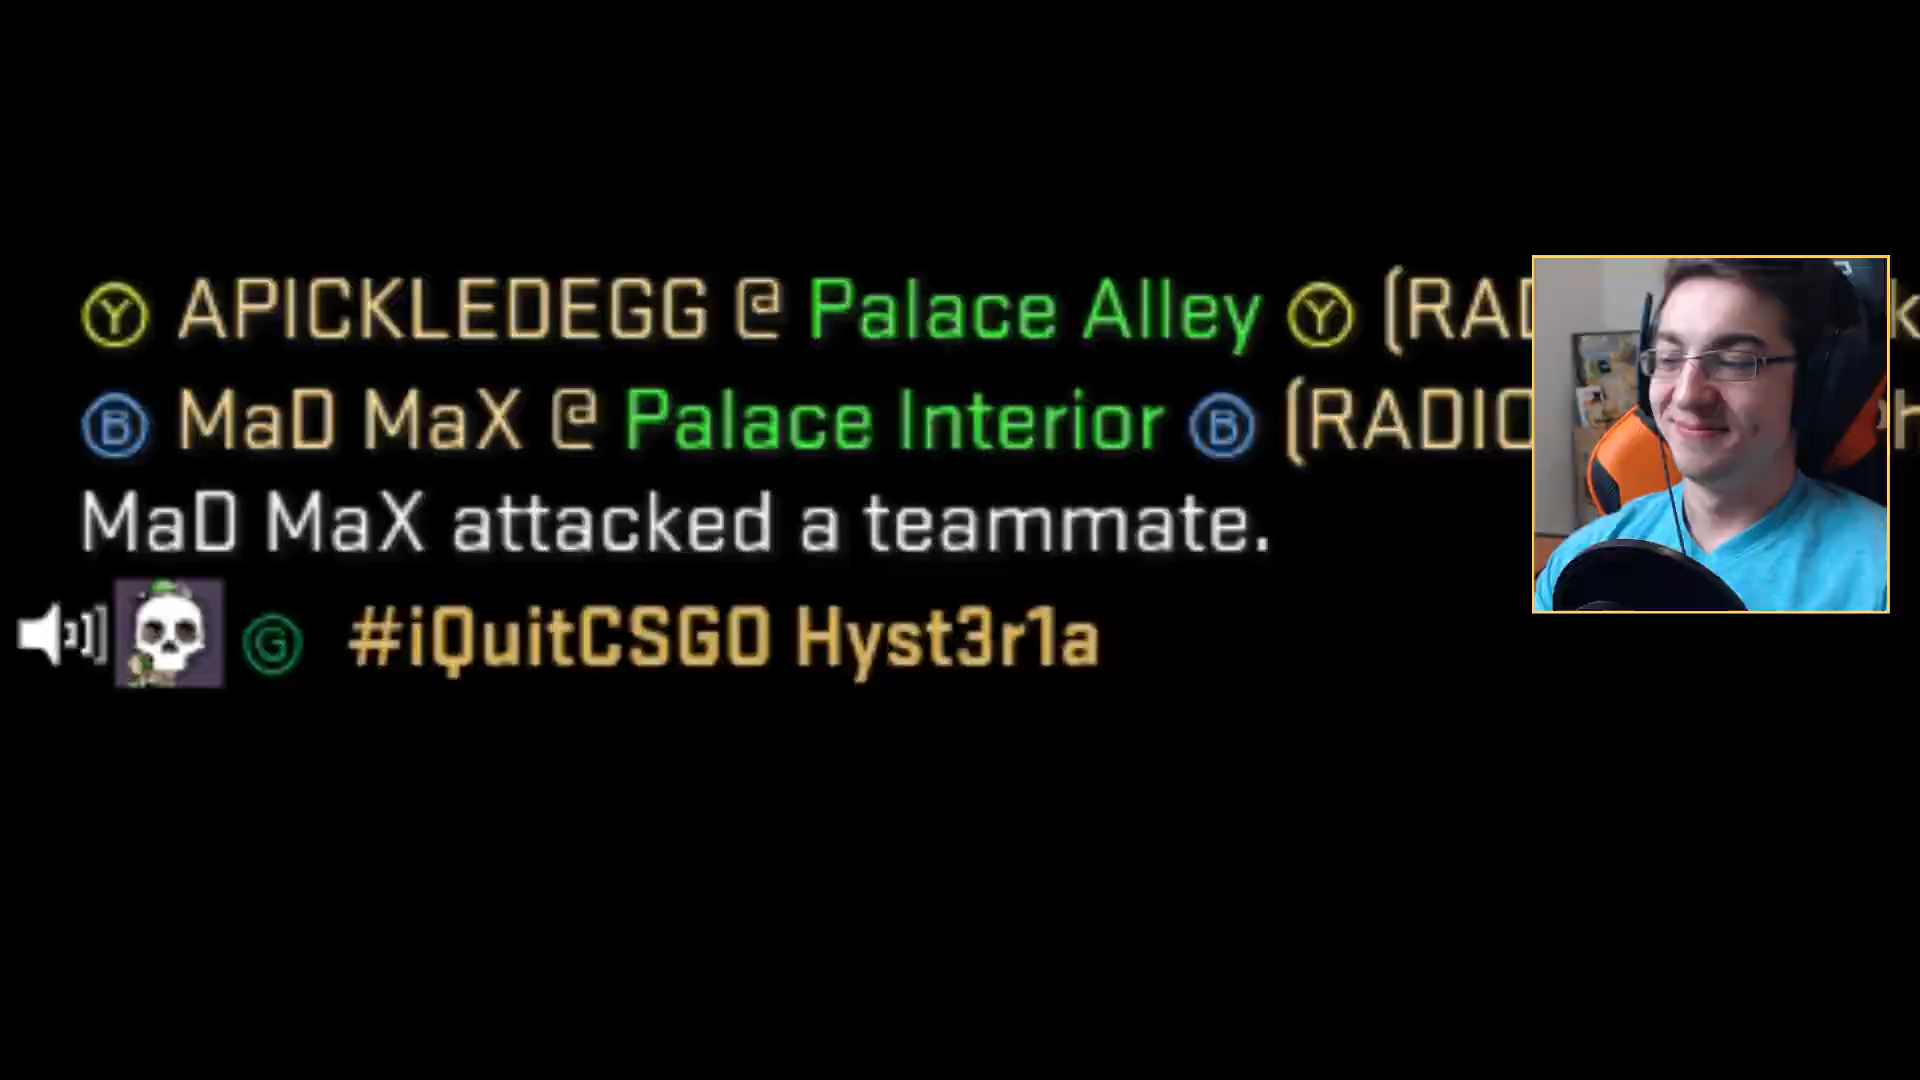 Y APICKLEDEGG @ Palace Alley Y (RAD
B MaD MaX @ Palace Interior B (RADIO
MaD MaX attacked a teammate.
G #iQuitCSGO Hyst3r1a